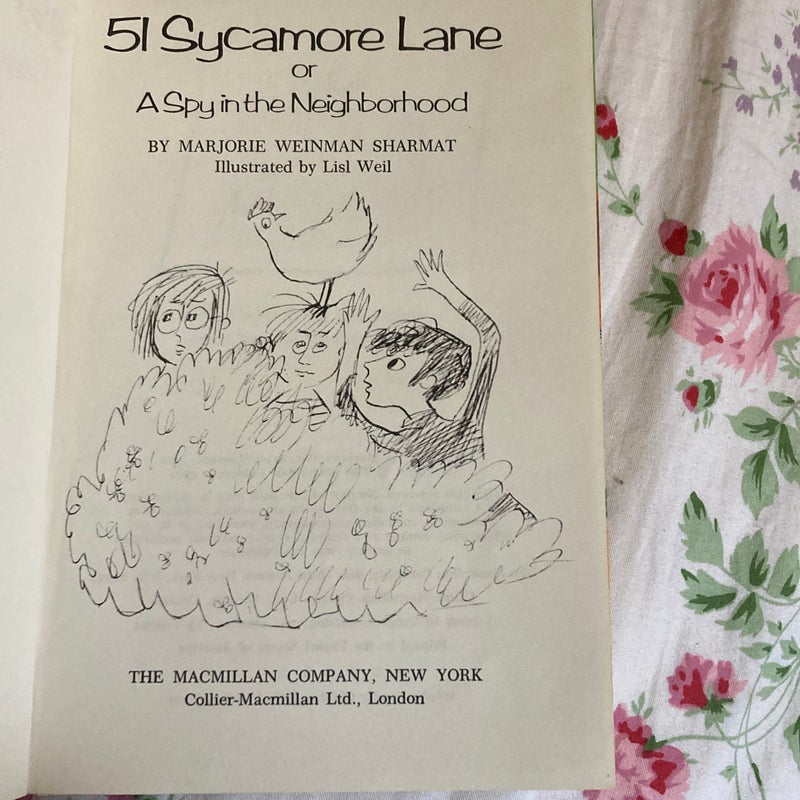 51 Sycamore Lane
or
A Spy in the Neighborhood
BY MARJORIE WEINMAN SHARMAT
Illustrated by Lisl Weil
THE MACMILLAN COMPANY, NEW YORK
Collier-Macmillan Ltd., London